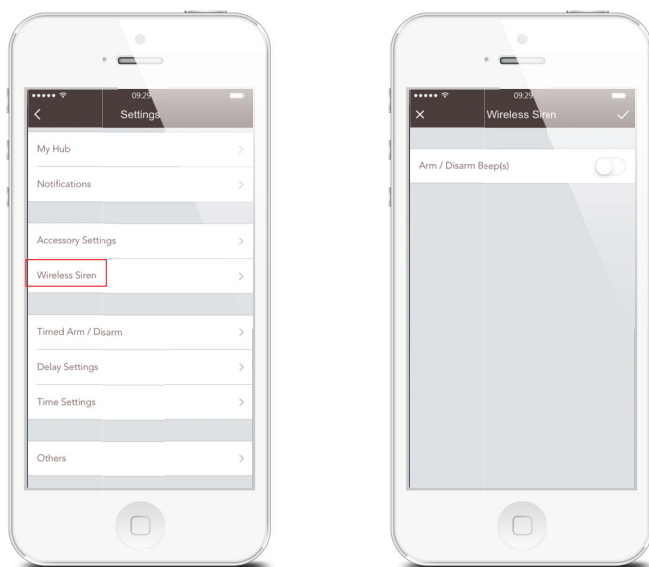 09:29
Settings
My Hub
Notifications
Accessory Settings
Wireless Siren
Timed Arm / Disarm
Delay Settings
Time Settings
Others
09:29
Wireless Siren
Arm / Disarm Beep(s)